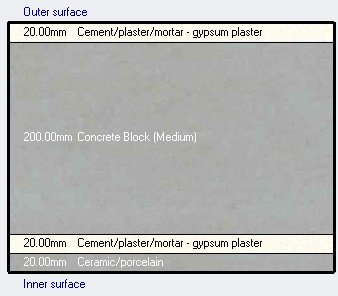 Outer surface
20.00mm Cement/plaster/mortar - gypsum plaster
200.00mm Concrete Block (Medium)
20.00mm Cement/plaster/mortar - gypsum plaster
20.00mm Ceramic/porcelain
Inner surface